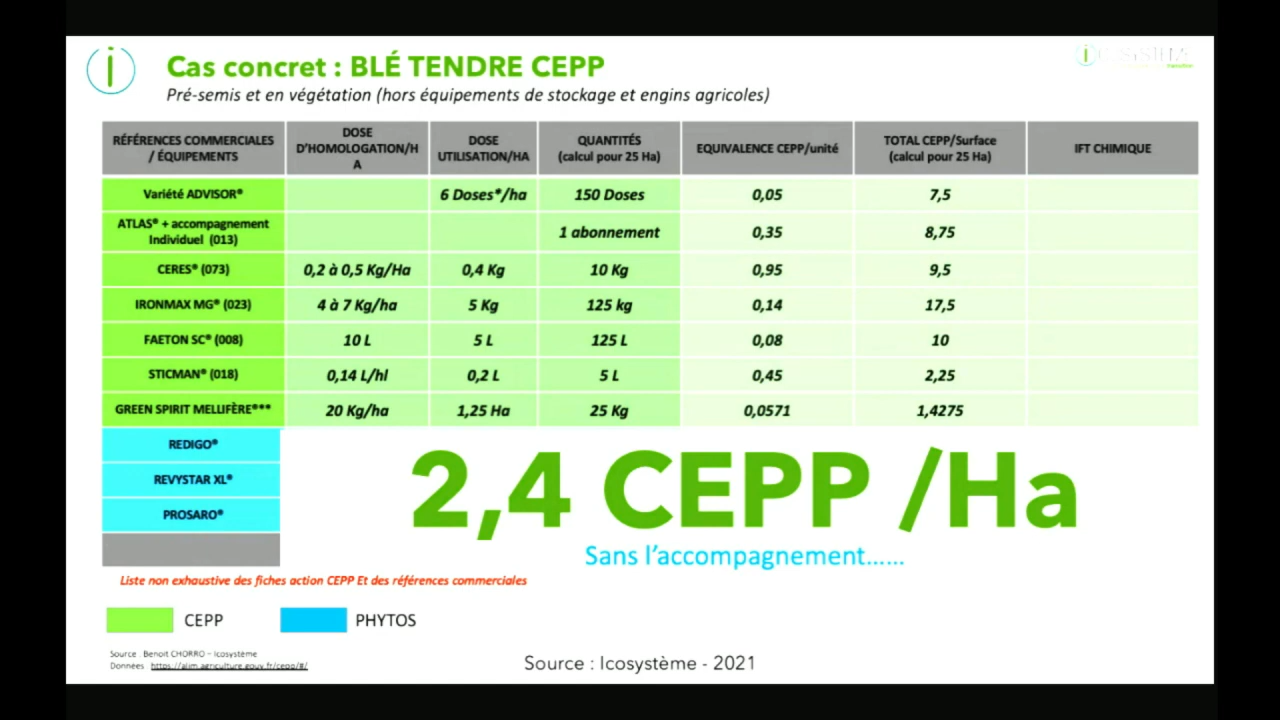 i
Cas concret : BLÉ TENDRE CEPP
Pré-semis et en végétation (hors équipements de stockage et engins agricoles)
RÉFÉRENCES COMMERCIALES / ÉQUIPEMENTS DOSE D'HOMOLOGATION/HA DOSE UTILISATION/HA QUANTITÉS (calcul pour 25 Ha) EQUIVALENCE CEPP/unité TOTAL CEPP/Surface (calcul pour 25 Ha) IFT CHIMIQUE
Variété ADVISOR® 6 Doses*/ha 150 Doses 0,05 7,5
ATLAS® + accompagnement Individuel (013) 1 abonnement 0,35 8,75
CERES® (073) 0,2 à 0,5 Kg/Ha 0,4 Kg 10 Kg 0,95 9,5
IRONMAX MG® (023) 4 à 7 Kg/ha 5 Kg 125 kg 0,14 17,5
FAETON SC® (008) 10 L 5 L 125 L 0,08 10
STICMAN® (018) 0,14 L/hl 0,2 L 5 L 0,45 2,25
GREEN SPIRIT MELLIFÈRE®** 20 Kg/ha 1,25 Ha 25 Kg 0,0571 1,4275
REDIGO®
REVYSTAR XL®
PROSARO®
2,4 CEPP /Ha
Sans l'accompagnement......
Liste non exhaustive des fiches action CEPP Et des références commerciales
CEPP PHYTOS
Source : Benoit CHORRO – Icosystème
Données : https://alim.agriculture.gouv.fr/cepp/#/
Source : Icosystème - 2021